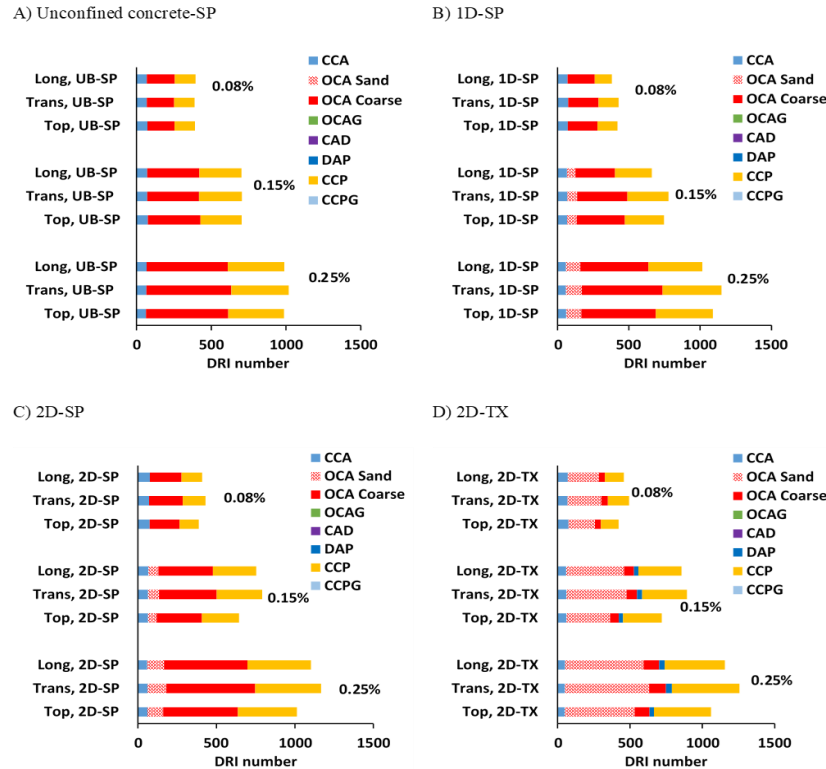 A) Unconfined concrete-SP
CCA
OCA Sand
OCA Coarse
OCAG
CAD
DAP
CCP
CCPG
Long, UB-SP
Trans, UB-SP
Top, UB-SP
0.08%
Long, UB-SP
Trans, UB-SP
Top, UB-SP
0.15%
Long, UB-SP
Trans, UB-SP
Top, UB-SP
0.25%
0 500 1000 1500
DRI number
B) 1D-SP
CCA
OCA Sand
OCA Coarse
OCAG
CAD
DAP
CCP
CCPG
Long, 1D-SP
Trans, 1D-SP
Top, 1D-SP
0.08%
Long, 1D-SP
Trans, 1D-SP
Top, 1D-SP
0.15%
Long, 1D-SP
Trans, 1D-SP
Top, 1D-SP
0.25%
0 500 1000 1500
DRI number
C) 2D-SP
CCA
OCA Sand
OCA Coarse
OCAG
CAD
DAP
CCP
CCPG
Long, 2D-SP
Trans, 2D-SP
Top, 2D-SP
0.08%
Long, 2D-SP
Trans, 2D-SP
Top, 2D-SP
0.15%
Long, 2D-SP
Trans, 2D-SP
Top, 2D-SP
0.25%
0 500 1000 1500
DRI number
D) 2D-TX
CCA
OCA Sand
OCA Coarse
OCAG
CAD
DAP
CCP
CCPG
Long, 2D-TX
Trans, 2D-TX
Top, 2D-TX
0.08%
Long, 2D-TX
Trans, 2D-TX
Top, 2D-TX
0.15%
Long, 2D-TX
Trans, 2D-TX
Top, 2D-TX
0.25%
0 500 1000 1500
DRI number